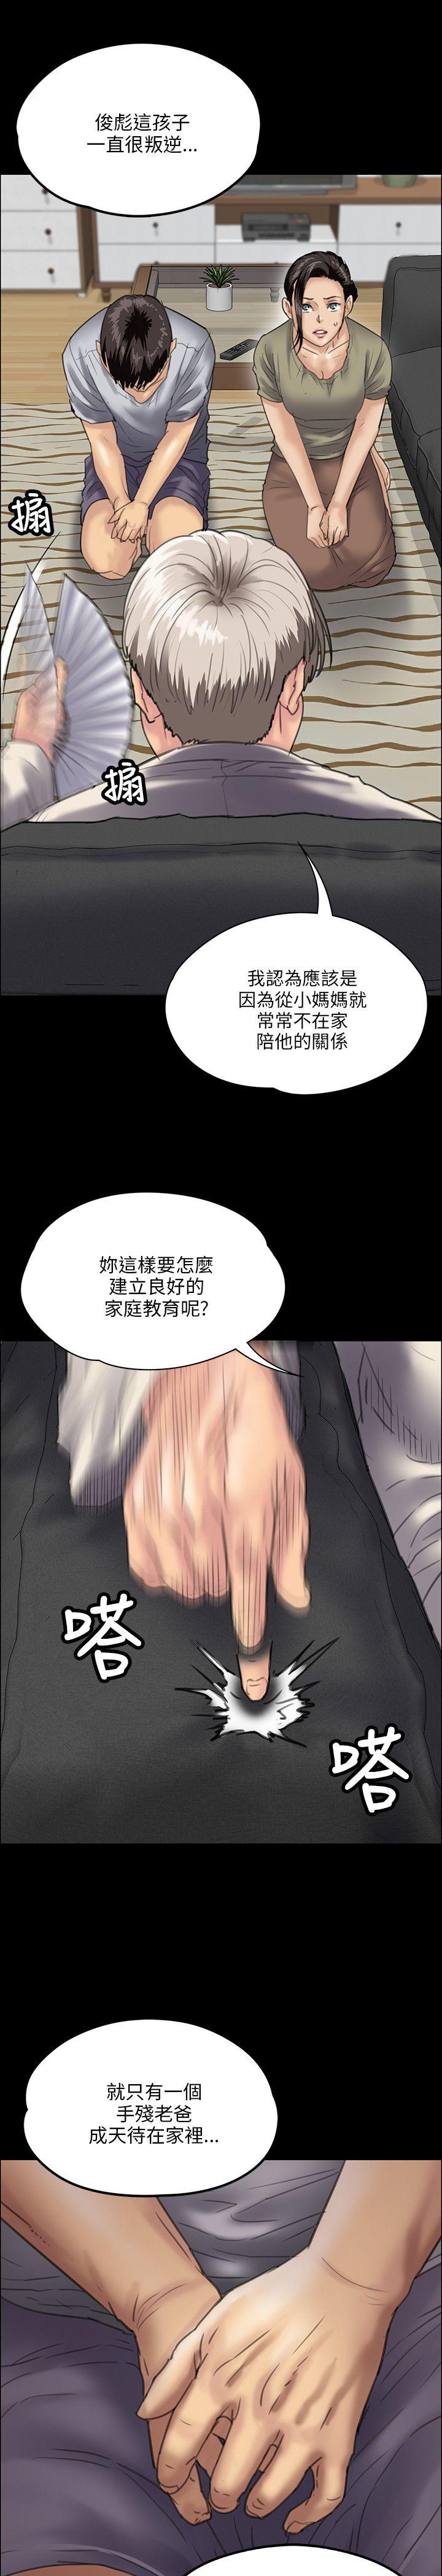 俊彪這孩子
一直很叛逆...
搧
搧
我認為應該是
因為從小媽媽就
常常不在家
陪他的關係
妳這樣要怎麼
建立良好的
家庭教育呢?
嗒
嗒
就只有一個
手殘老爸
成天待在家裡...